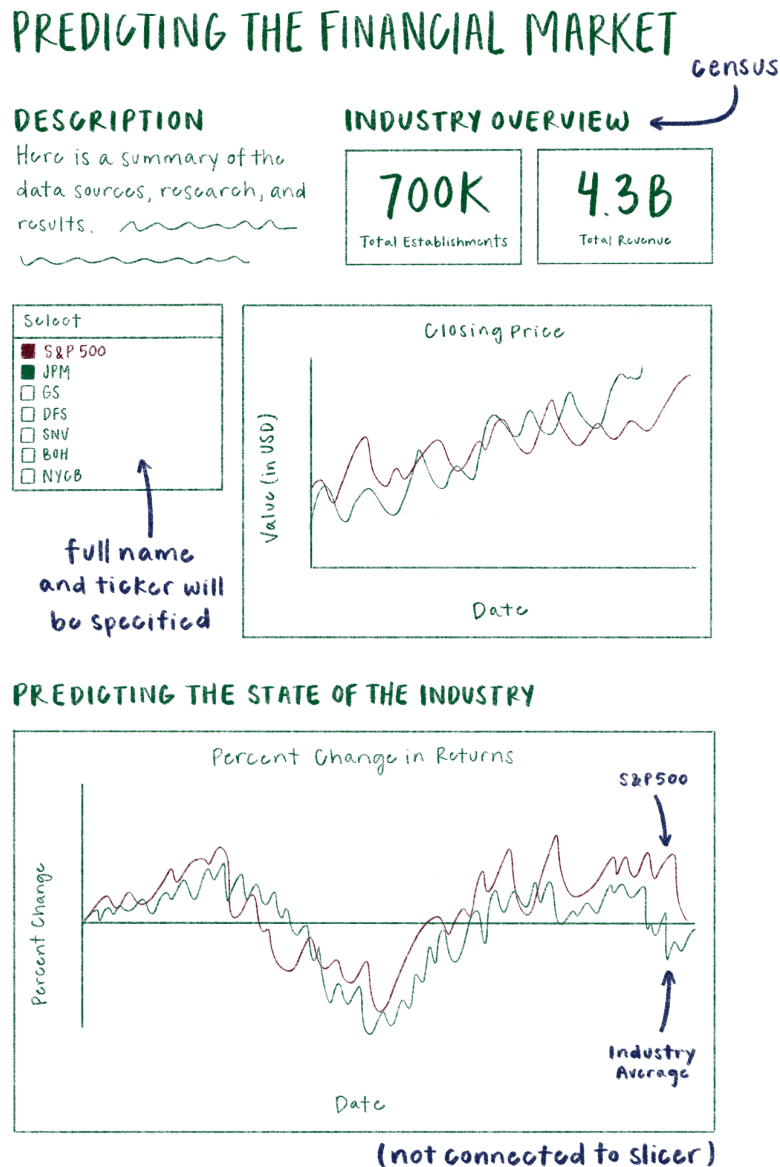 PREDICTING THE FINANCIAL MARKET
census
DESCRIPTION
Here is a summary of the
data sources, research, and
results.
INDUSTRY OVERVIEW
700K
Total Establishments
4.3B
Total Revenue
Select
S&P 500
JPM
GS
DFS
SNV
BOH
NYCB
full name
and ticker will
be specified
Closing Price
Value (in USD)
Date
PREDICTING THE STATE OF THE INDUSTRY
Percent Change in Returns
S&P500
Percent Change
Industry
Average
Date
(not connected to slicer)